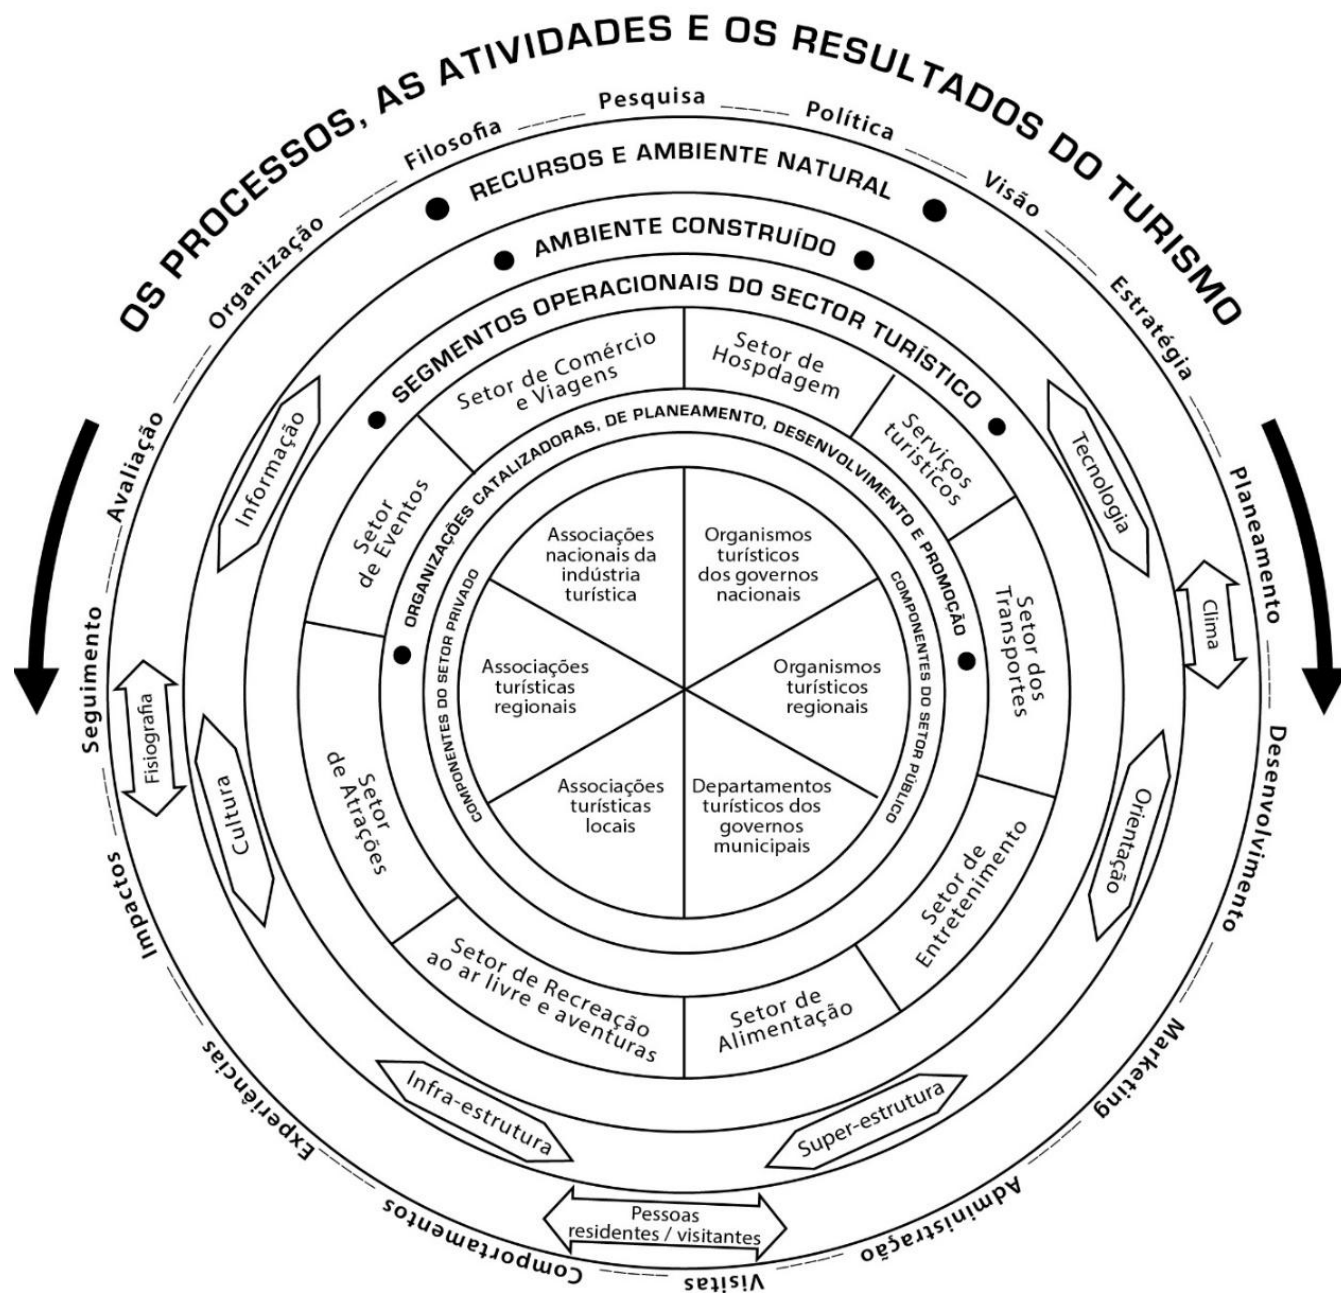 OS PROCESSOS, AS ATIVIDADES E OS RESULTADOS DO TURISMO
Pesquisa
Política
Visão
Estratégia
Planeamento
Desenvolvimento
Marketing
Administração
Visitas
Comportamentos
Experiências
Impactos
Seguimento
Avaliação
Organização
Filosofia
RECURSOS E AMBIENTE NATURAL
Clima
Pessoas
residentes / visitantes
Fisiografia
AMBIENTE CONSTRUÍDO
Tecnologia
Orientação
Super-estrutura
Infra-estrutura
Cultura
Informação
SEGMENTOS OPERACIONAIS DO SECTOR TURÍSTICO
Setor de Comércio
e Viagens
Setor de
Hospdagem
Serviços
turísticos
Setor dos
Transportes
Setor de
Entretenimento
Setor de
Alimentação
Setor de Recreação
ao ar livre e aventuras
Setor
de Atrações
Setor
de Eventos
ORGANIZAÇÕES CATALIZADORAS, DE PLANEAMENTO, DESENVOLVIMENTO E PROMOÇÃO
COMPONENTES DO SETOR PRIVADO
COMPONENTES DO SETOR PÚBLICO
Associações
nacionais da
indústria
turística
Organismos
turísticos
dos governos
nacionais
Associações
turísticas
regionais
Organismos
turísticos
regionais
Associações
turísticas
locais
Departamentos
turísticos dos
governos
municipais